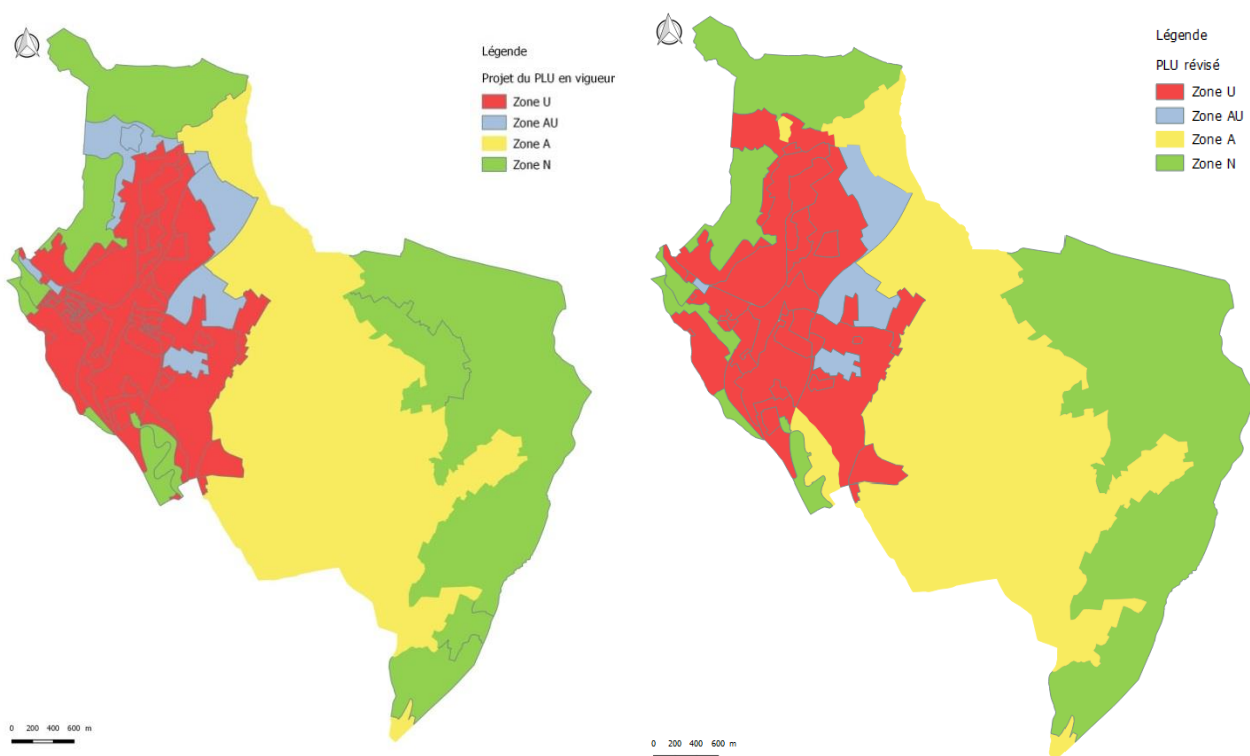 Légende
Projet du PLU en vigueur
Zone U
Zone AU
Zone A
Zone N
0 200 400 600 m
Légende
PLU révisé
Zone U
Zone AU
Zone A
Zone N
0 200 400 600 m